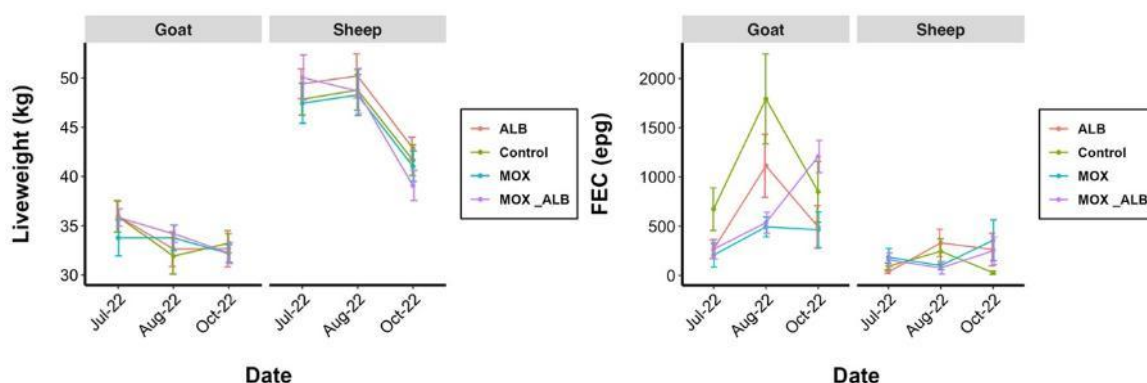 Goat
Sheep
Liveweight (kg)
50
45
40
35
30
Jul-22
Aug-22
Oct-22
Jul-22
Aug-22
Oct-22
Date
ALB
Control
MOX
MOX _ALB
Goat
Sheep
FEC (epg)
2000
1500
1000
500
0
Jul-22
Aug-22
Oct-22
Jul-22
Aug-22
Oct-22
Date
ALB
Control
MOX
MOX _ALB